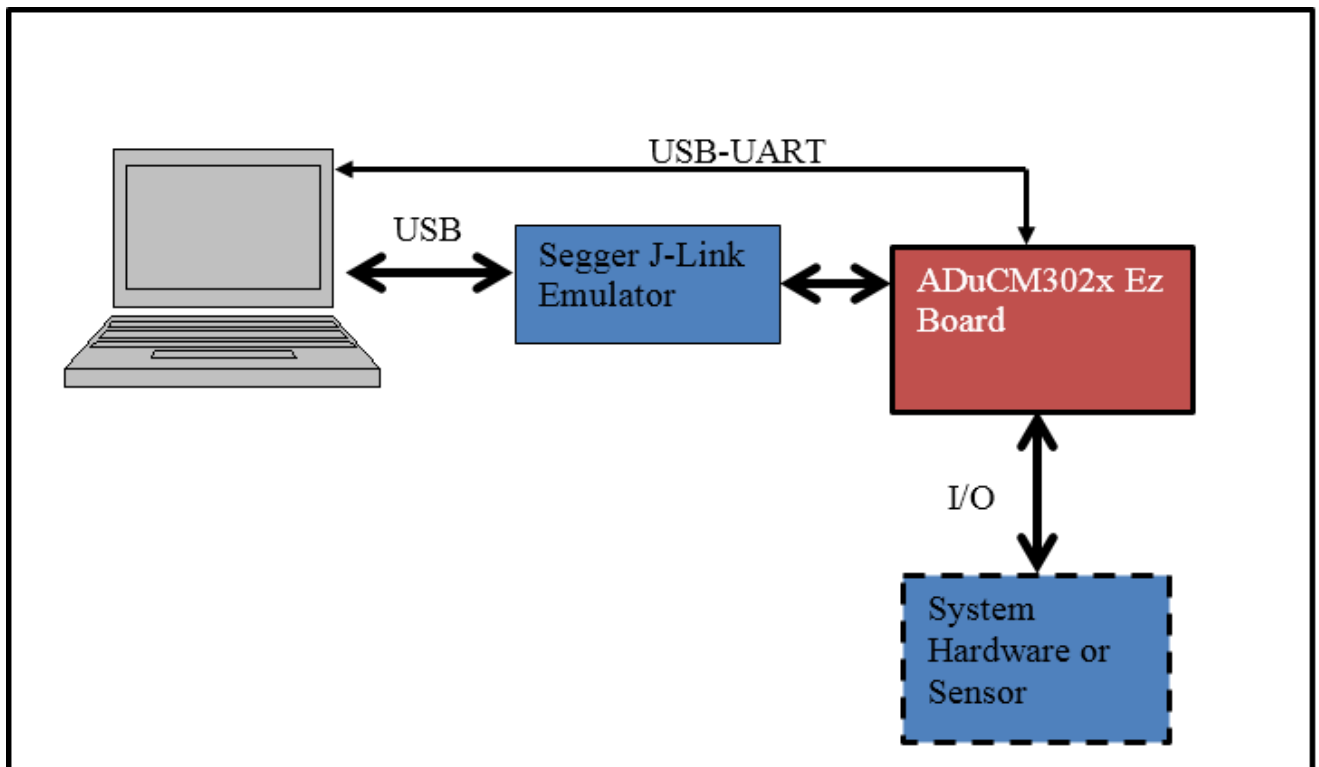 USB-UART
USB
Segger J-Link
Emulator
ADuCM302x Ez
Board
I/O
System
Hardware or
Sensor